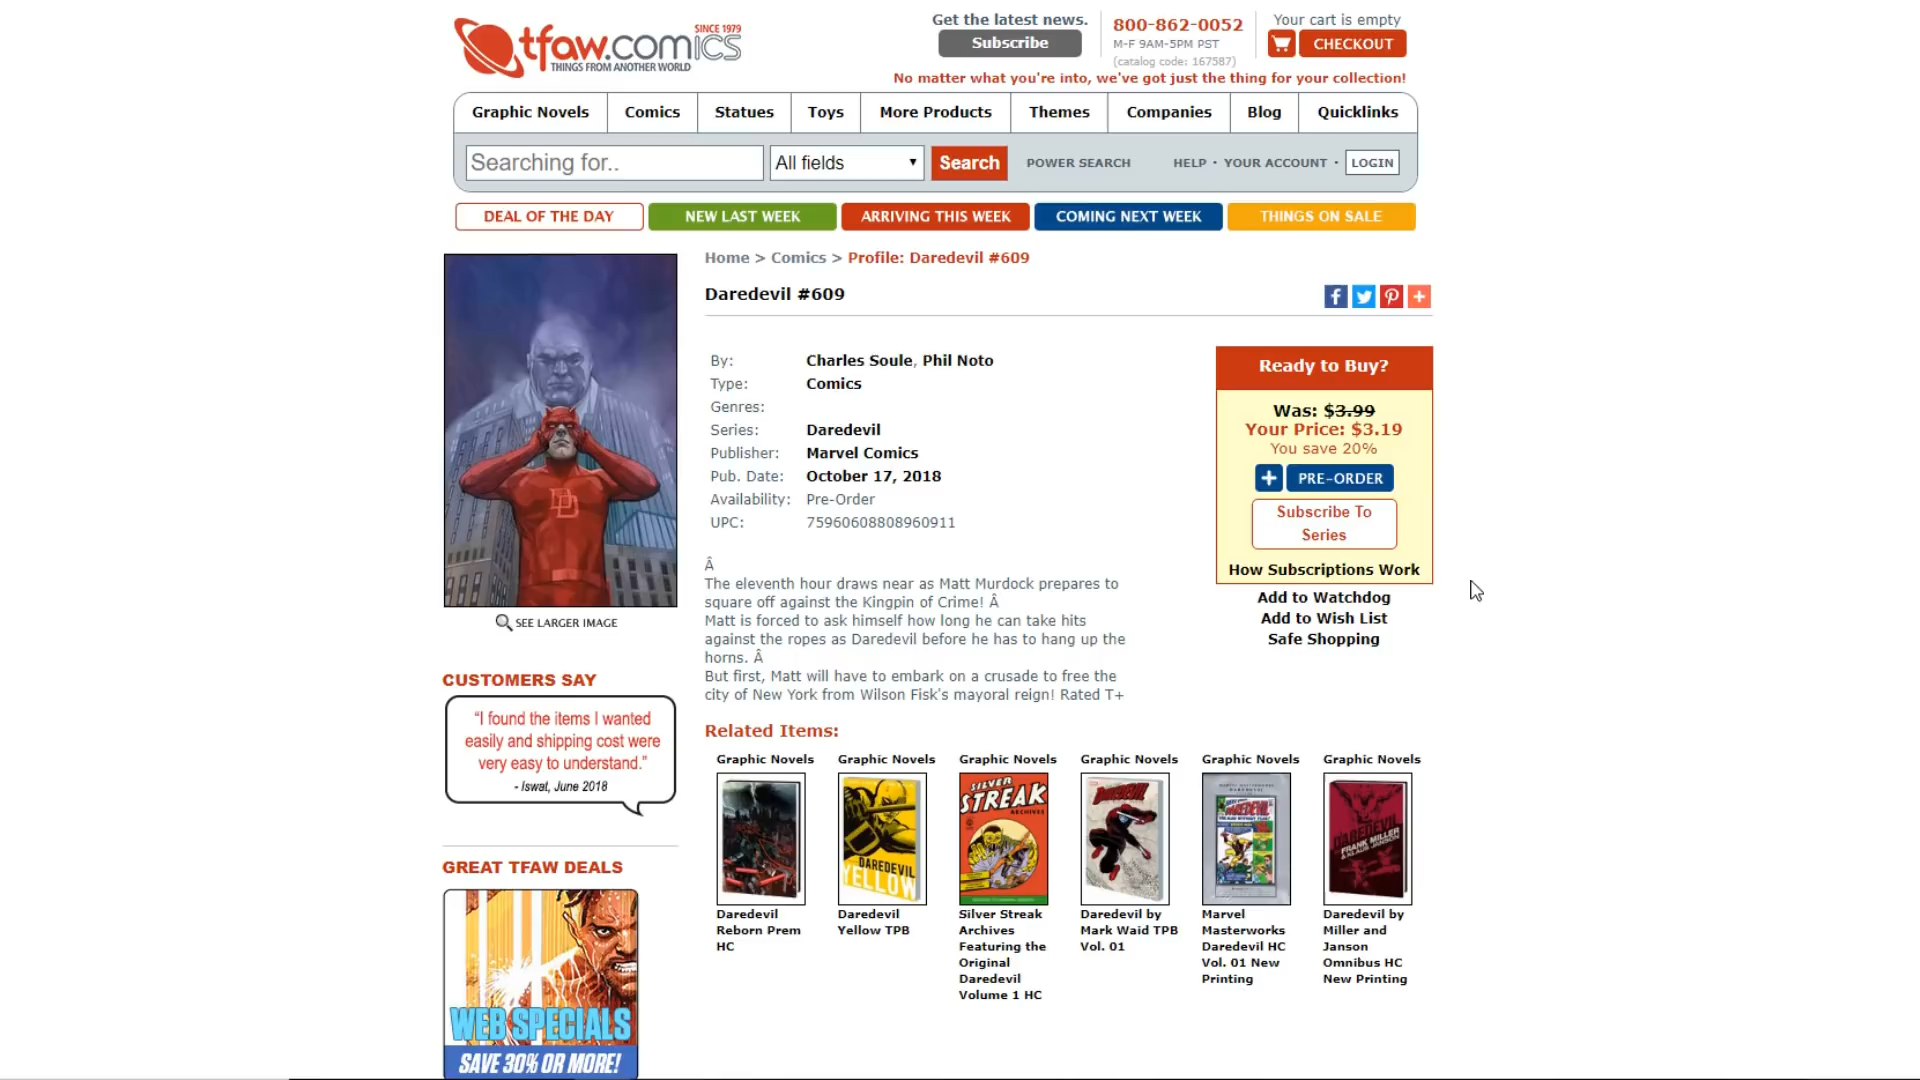 SINCE 1979
tfaw.comics
THINGS FROM ANOTHER WORLD
Get the latest news.
Subscribe
800-862-0052
M-F 9AM-5PM PST
(catalog code: 167587)
Your cart is empty
CHECKOUT
No matter what you're into, we've got just the thing for your collection!
Graphic Novels Comics Statues Toys More Products Themes Companies Blog Quicklinks
Searching for.. All fields Search POWER SEARCH HELP · YOUR ACCOUNT · LOGIN
DEAL OF THE DAY NEW LAST WEEK ARRIVING THIS WEEK COMING NEXT WEEK THINGS ON SALE
Home > Comics > Profile: Daredevil #609
Daredevil #609
By: Charles Soule, Phil Noto
Type: Comics
Genres:
Series: Daredevil
Publisher: Marvel Comics
Pub. Date: October 17, 2018
Availability: Pre-Order
UPC: 75960608808960911
Â
The eleventh hour draws near as Matt Murdock prepares to
square off against the Kingpin of Crime! Â
Matt is forced to ask himself how long he can take hits
against the ropes as Daredevil before he has to hang up the
horns. Â
But first, Matt will have to embark on a crusade to free the
city of New York from Wilson Fisk's mayoral reign! Rated T+
Ready to Buy?
Was: $3.99
Your Price: $3.19
You save 20%
+ PRE-ORDER
Subscribe To
Series
How Subscriptions Work
Add to Watchdog
Add to Wish List
Safe Shopping
DD
SEE LARGER IMAGE
CUSTOMERS SAY
"I found the items I wanted
easily and shipping cost were
very easy to understand."
- Iswat, June 2018
GREAT TFAW DEALS
WEB SPECIALS
SAVE 30% OR MORE!
Related Items:
Graphic Novels
Daredevil
Reborn Prem
HC
Graphic Novels
DAREDEVIL
YELLOW
Daredevil
Yellow TPB
Graphic Novels
SILVER
STREAK
ARCHIVES
Silver Streak
Archives
Featuring the
Original
Daredevil
Volume 1 HC
Graphic Novels
DAREDEVIL
Daredevil by
Mark Waid TPB
Vol. 01
Graphic Novels
DAREDEVIL
Marvel
Masterworks
Daredevil HC
Vol. 01 New
Printing
Graphic Novels
DAREDEVIL
FRANK MILLER
& KLAUS JANSON
Daredevil by
Miller and
Janson
Omnibus HC
New Printing